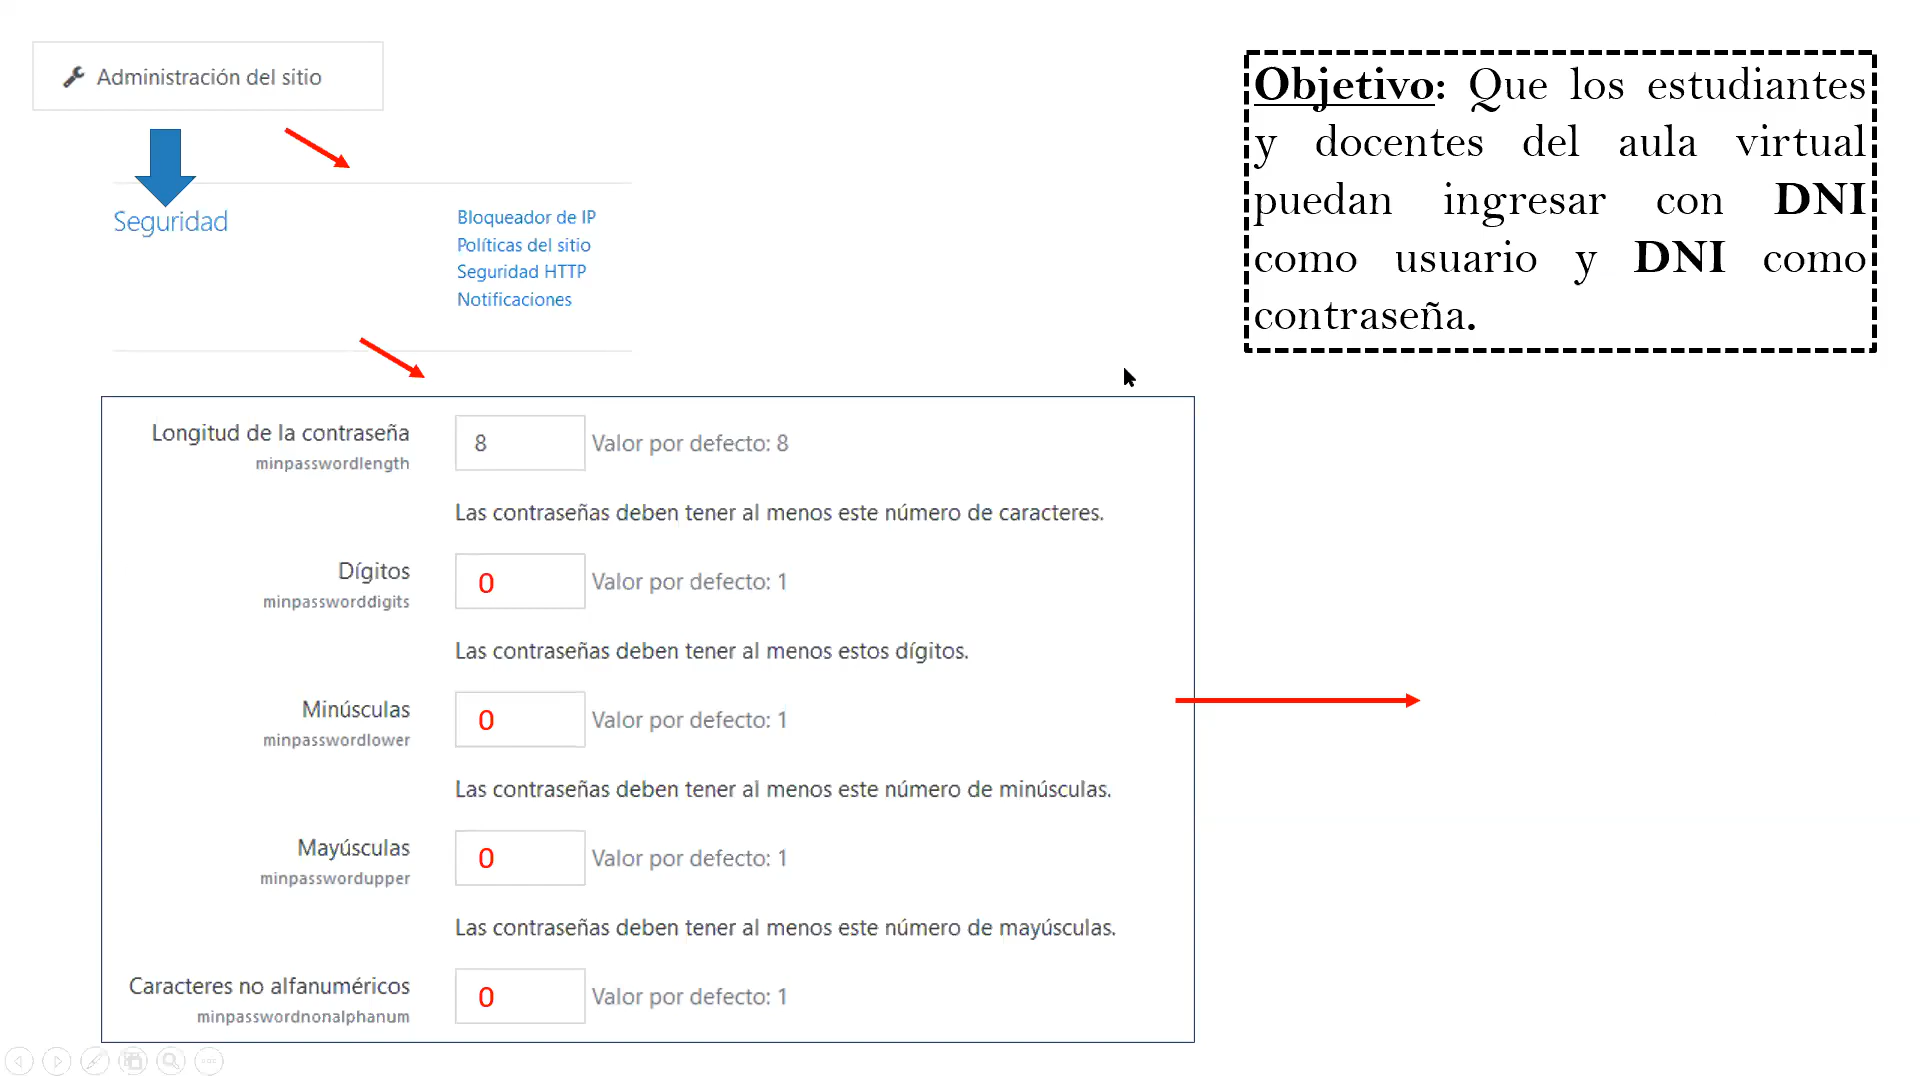 Administración del sitio
Seguridad
Bloqueador de IP
Políticas del sitio
Seguridad HTTP
Notificaciones
Objetivo: Que los estudiantes
y docentes del aula virtual
puedan ingresar con DNI
como usuario y DNI como
contraseña.
Longitud de la contraseña
minpasswordlength
8 Valor por defecto: 8
Las contraseñas deben tener al menos este número de caracteres.
Dígitos
minpassworddigits
0 Valor por defecto: 1
Las contraseñas deben tener al menos estos dígitos.
Minúsculas
minpasswordlower
0 Valor por defecto: 1
Las contraseñas deben tener al menos este número de minúsculas.
Mayúsculas
minpasswordupper
0 Valor por defecto: 1
Las contraseñas deben tener al menos este número de mayúsculas.
Caracteres no alfanuméricos
minpasswordnonalphanum
0 Valor por defecto: 1